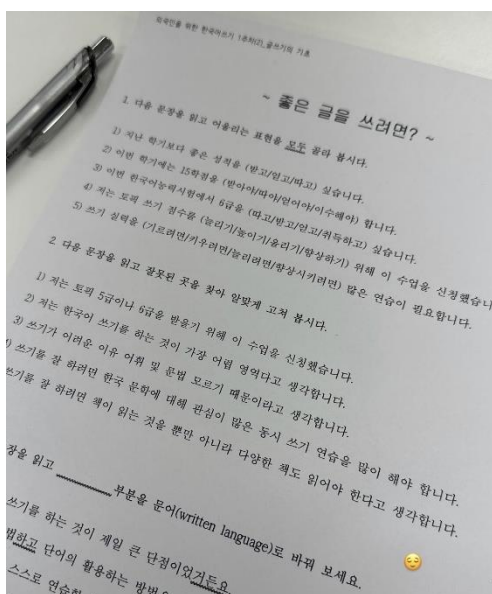 외국인을 위한 한국어쓰기 1주차(2)_글쓰기의 기초
~ 좋은 글을 쓰려면? ~
1. 다음 문장을 읽고 어울리는 표현을 모두 골라 봅시다.
1) 지난 학기보다 좋은 성적을 (받고/얻고/따고) 싶습니다.
2) 이번 학기에는 15학점을 (받아야/따야/얻어야/이수해야) 합니다.
3) 이번 한국어능력시험에서 6급을 (따고/받고/얻고/취득하고) 싶습니다.
4) 저는 토픽 쓰기 점수를 (늘리기/높이기/올리기/향상하기) 위해 이 수업을 신청했습니
5) 쓰기 실력을 (기르려면/키우려면/늘리려면/향상시키려면) 많은 연습이 필요합니다.
2. 다음 문장을 읽고 잘못된 곳을 찾아 알맞게 고쳐 봅시다.
1) 저는 토픽 5급이나 6급을 받을기 위해 이 수업을 신청했습니다.
2) 저는 한국어 쓰기를 하는 것이 가장 어렵 영역다고 생각합니다.
3) 쓰기가 어려운 이유 어휘 및 문법 모르기 때문이라고 생각합니다.
) 쓰기를 잘 하려면 한국 문학에 대해 관심이 많은 동시 쓰기 연습을 많이 해야 합니다.
쓰기를 잘 하려면 책이 읽는 것을 뿐만 아니라 다양한 책도 읽어야 한다고 생각합니다.
장을 읽고 부분을 문어(written language)로 바꿔 보세요.
쓰기를 하는 것이 제일 큰 단점이었거든요
법하고 단어의 활용하는 방법
스스로 연습